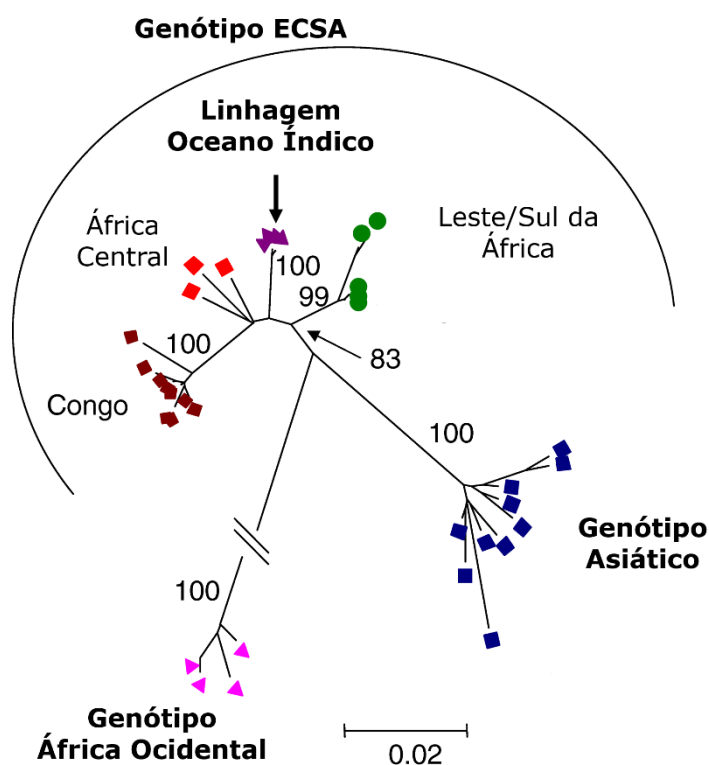 Genótipo ECSA
Linhagem
Oceano Índico
África
Central
Leste/Sul da
África
100
99
100
83
Congo
100
Genótipo
Asiático
100
Genótipo
África Ocidental
0.02